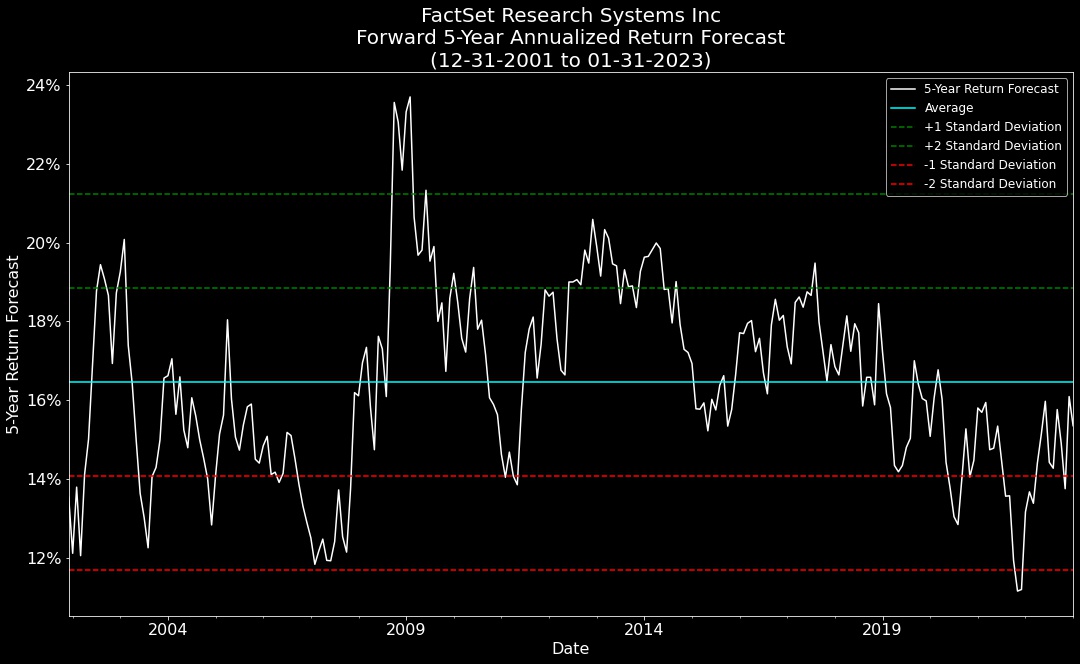 FactSet Research Systems Inc
Forward 5-Year Annualized Return Forecast
(12-31-2001 to 01-31-2023)
5-Year Return Forecast
Average
+1 Standard Deviation
+2 Standard Deviation
-1 Standard Deviation
-2 Standard Deviation
24%
22%
20%
18%
16%
14%
12%
5-Year Return Forecast
2004
2009
2014
2019
Date